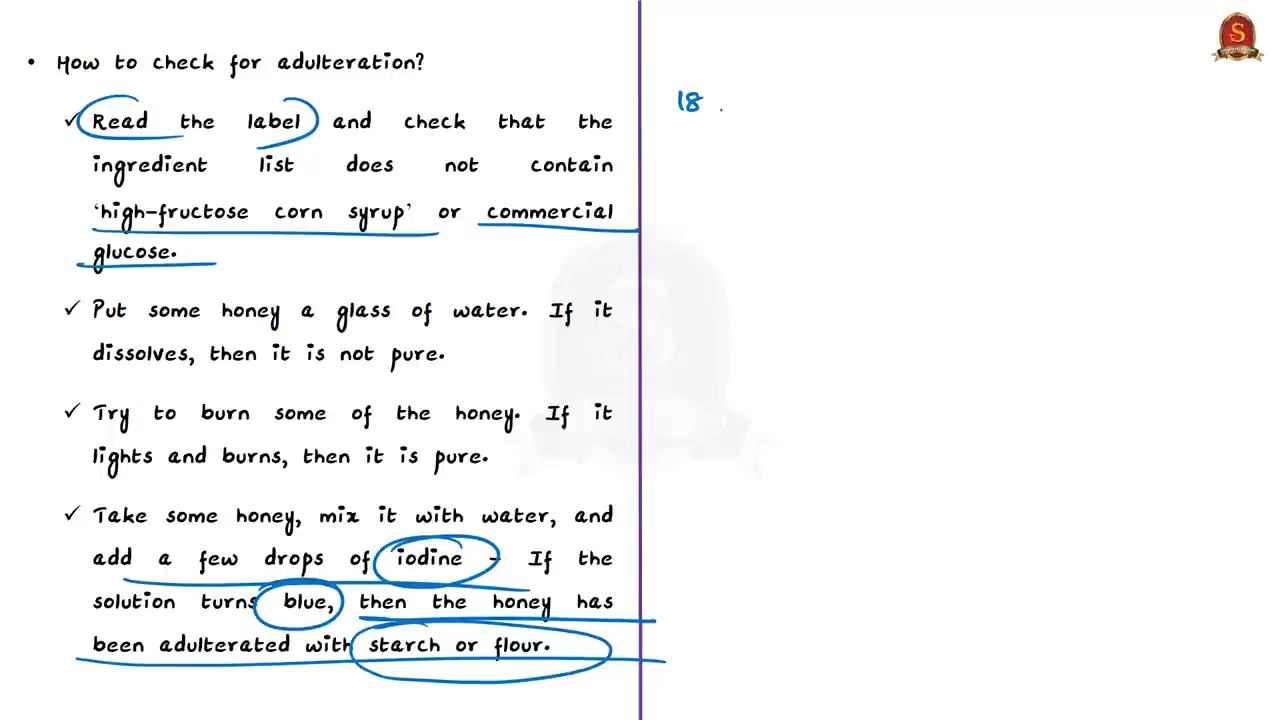 • How to check for adulteration?
✓ Read the label and check that the
ingredient list does not contain
‘high-fructose corn syrup’ or commercial
glucose.
✓ Put some honey a glass of water. If it
dissolves, then it is not pure.
✓ Try to burn some of the honey. If it
lights and burns, then it is pure.
✓ Take some honey, mix it with water, and
add a few drops of iodine - If the
solution turns blue, then the honey has
been adulterated with starch or flour.
18 .
S